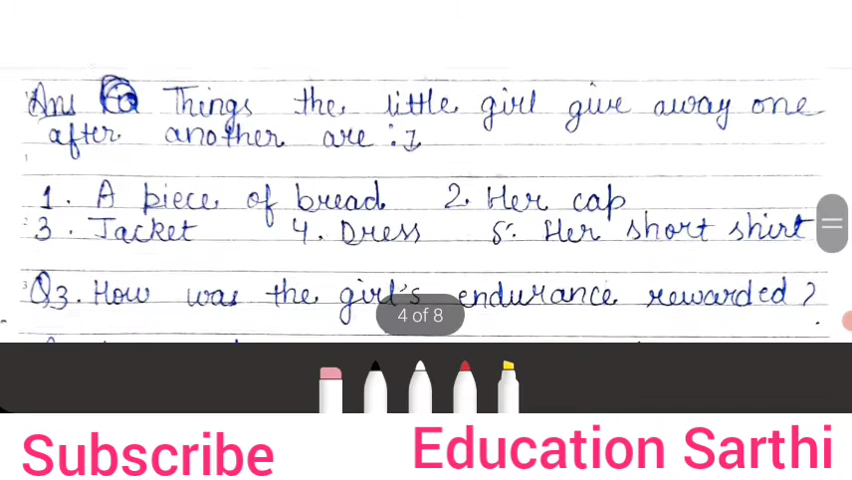 Ans Things the little girl give away one
after another are :-
1. A piece of bread 2. Her cap
3. Jacket 4. Dress 5. Her short shirt
Q3. How was the girl's endurance rewarded?
4 of 8
Subscribe Education Sarthi